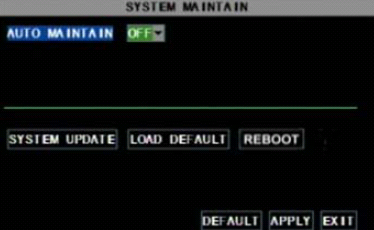 SYSTEM MAINTAIN
AUTO MAINTAIN OFF
SYSTEM UPDATE LOAD DEFAULT REBOOT
DEFAULT APPLY EXIT